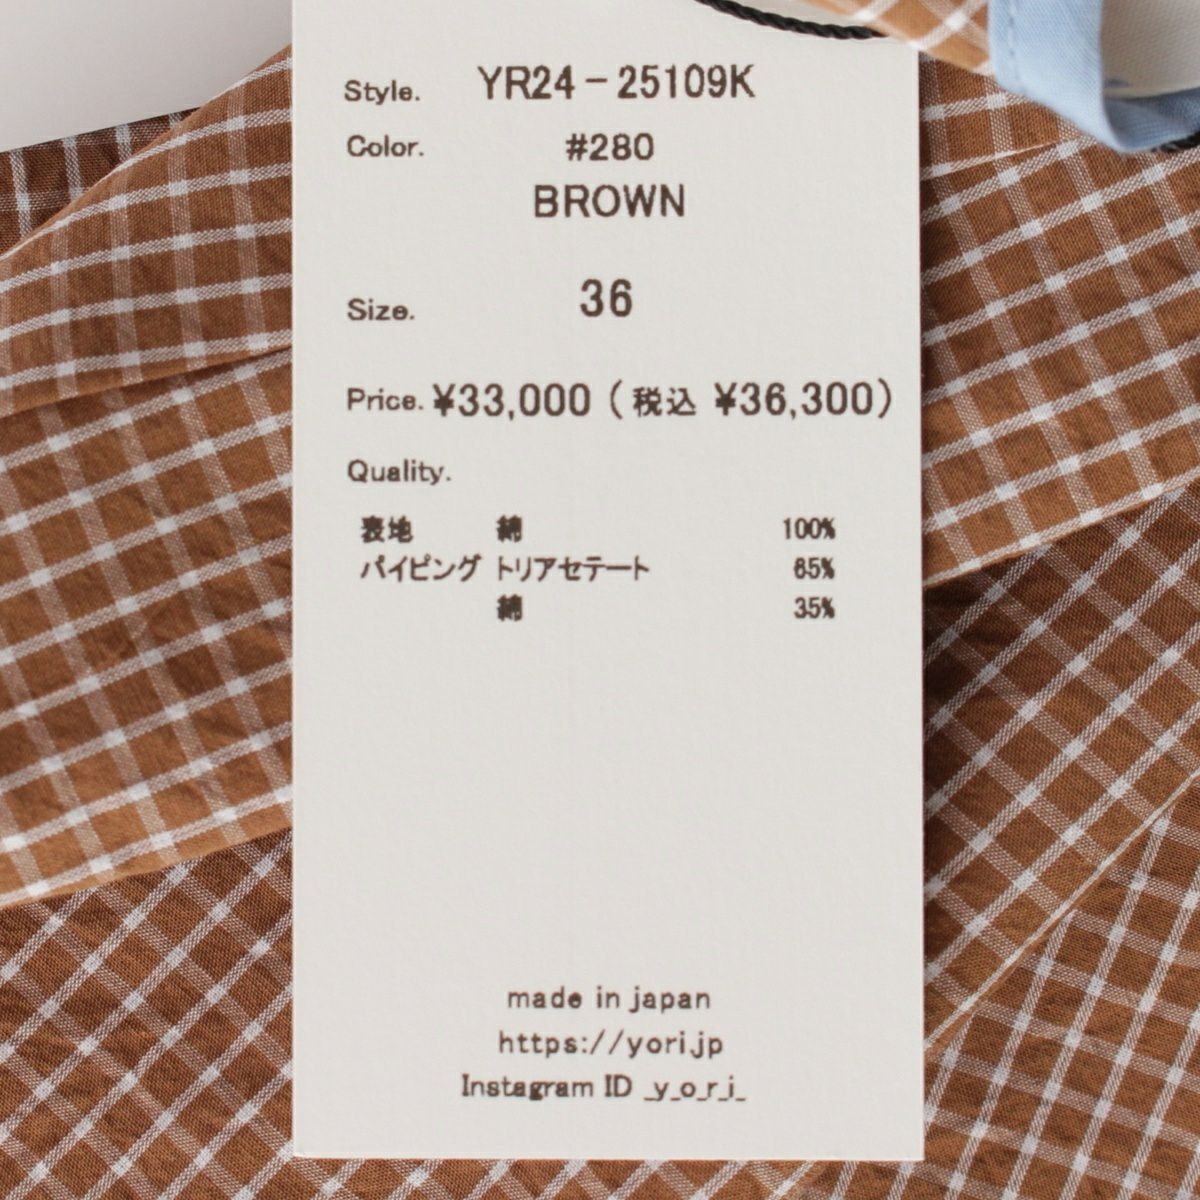 Style. YR24-25109K
Color. #280
BROWN
Size. 36
Price. ¥33,000 (税込 ¥36,300)
Quality.
表地 綿 100%
パイピング トリアセテート 65%
綿 35%
made in japan
https://yori.jp
Instagram ID _y_o_r_i_